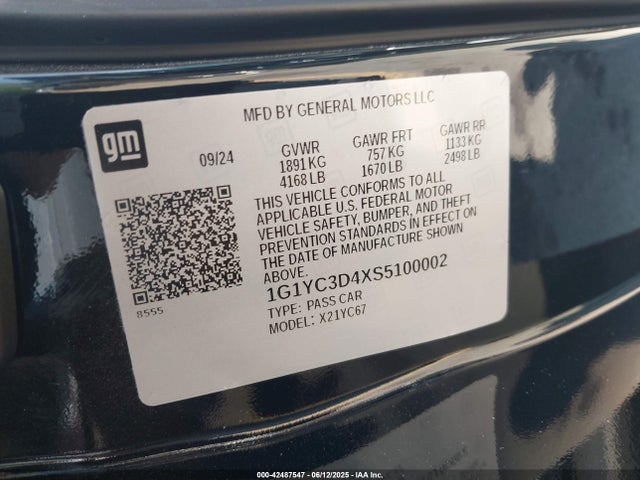 MFD BY GENERAL MOTORS LLC
gm
09/24
GVWR
1891 KG
4168 LB
GAWR FRT
757 KG
1670 LB
GAWR RR
1133 KG
2498 LB
THIS VEHICLE CONFORMS TO ALL
APPLICABLE U.S. FEDERAL MOTOR
VEHICLE SAFETY, BUMPER, AND THEFT
PREVENTION STANDARDS IN EFFECT ON
THE DATE OF MANUFACTURE SHOWN
ABOVE.
8555
1G1YC3D4XS5100002
TYPE: PASS CAR
MODEL: X21YC67
000-42487547 - 06/12/2025 - IAA Inc.